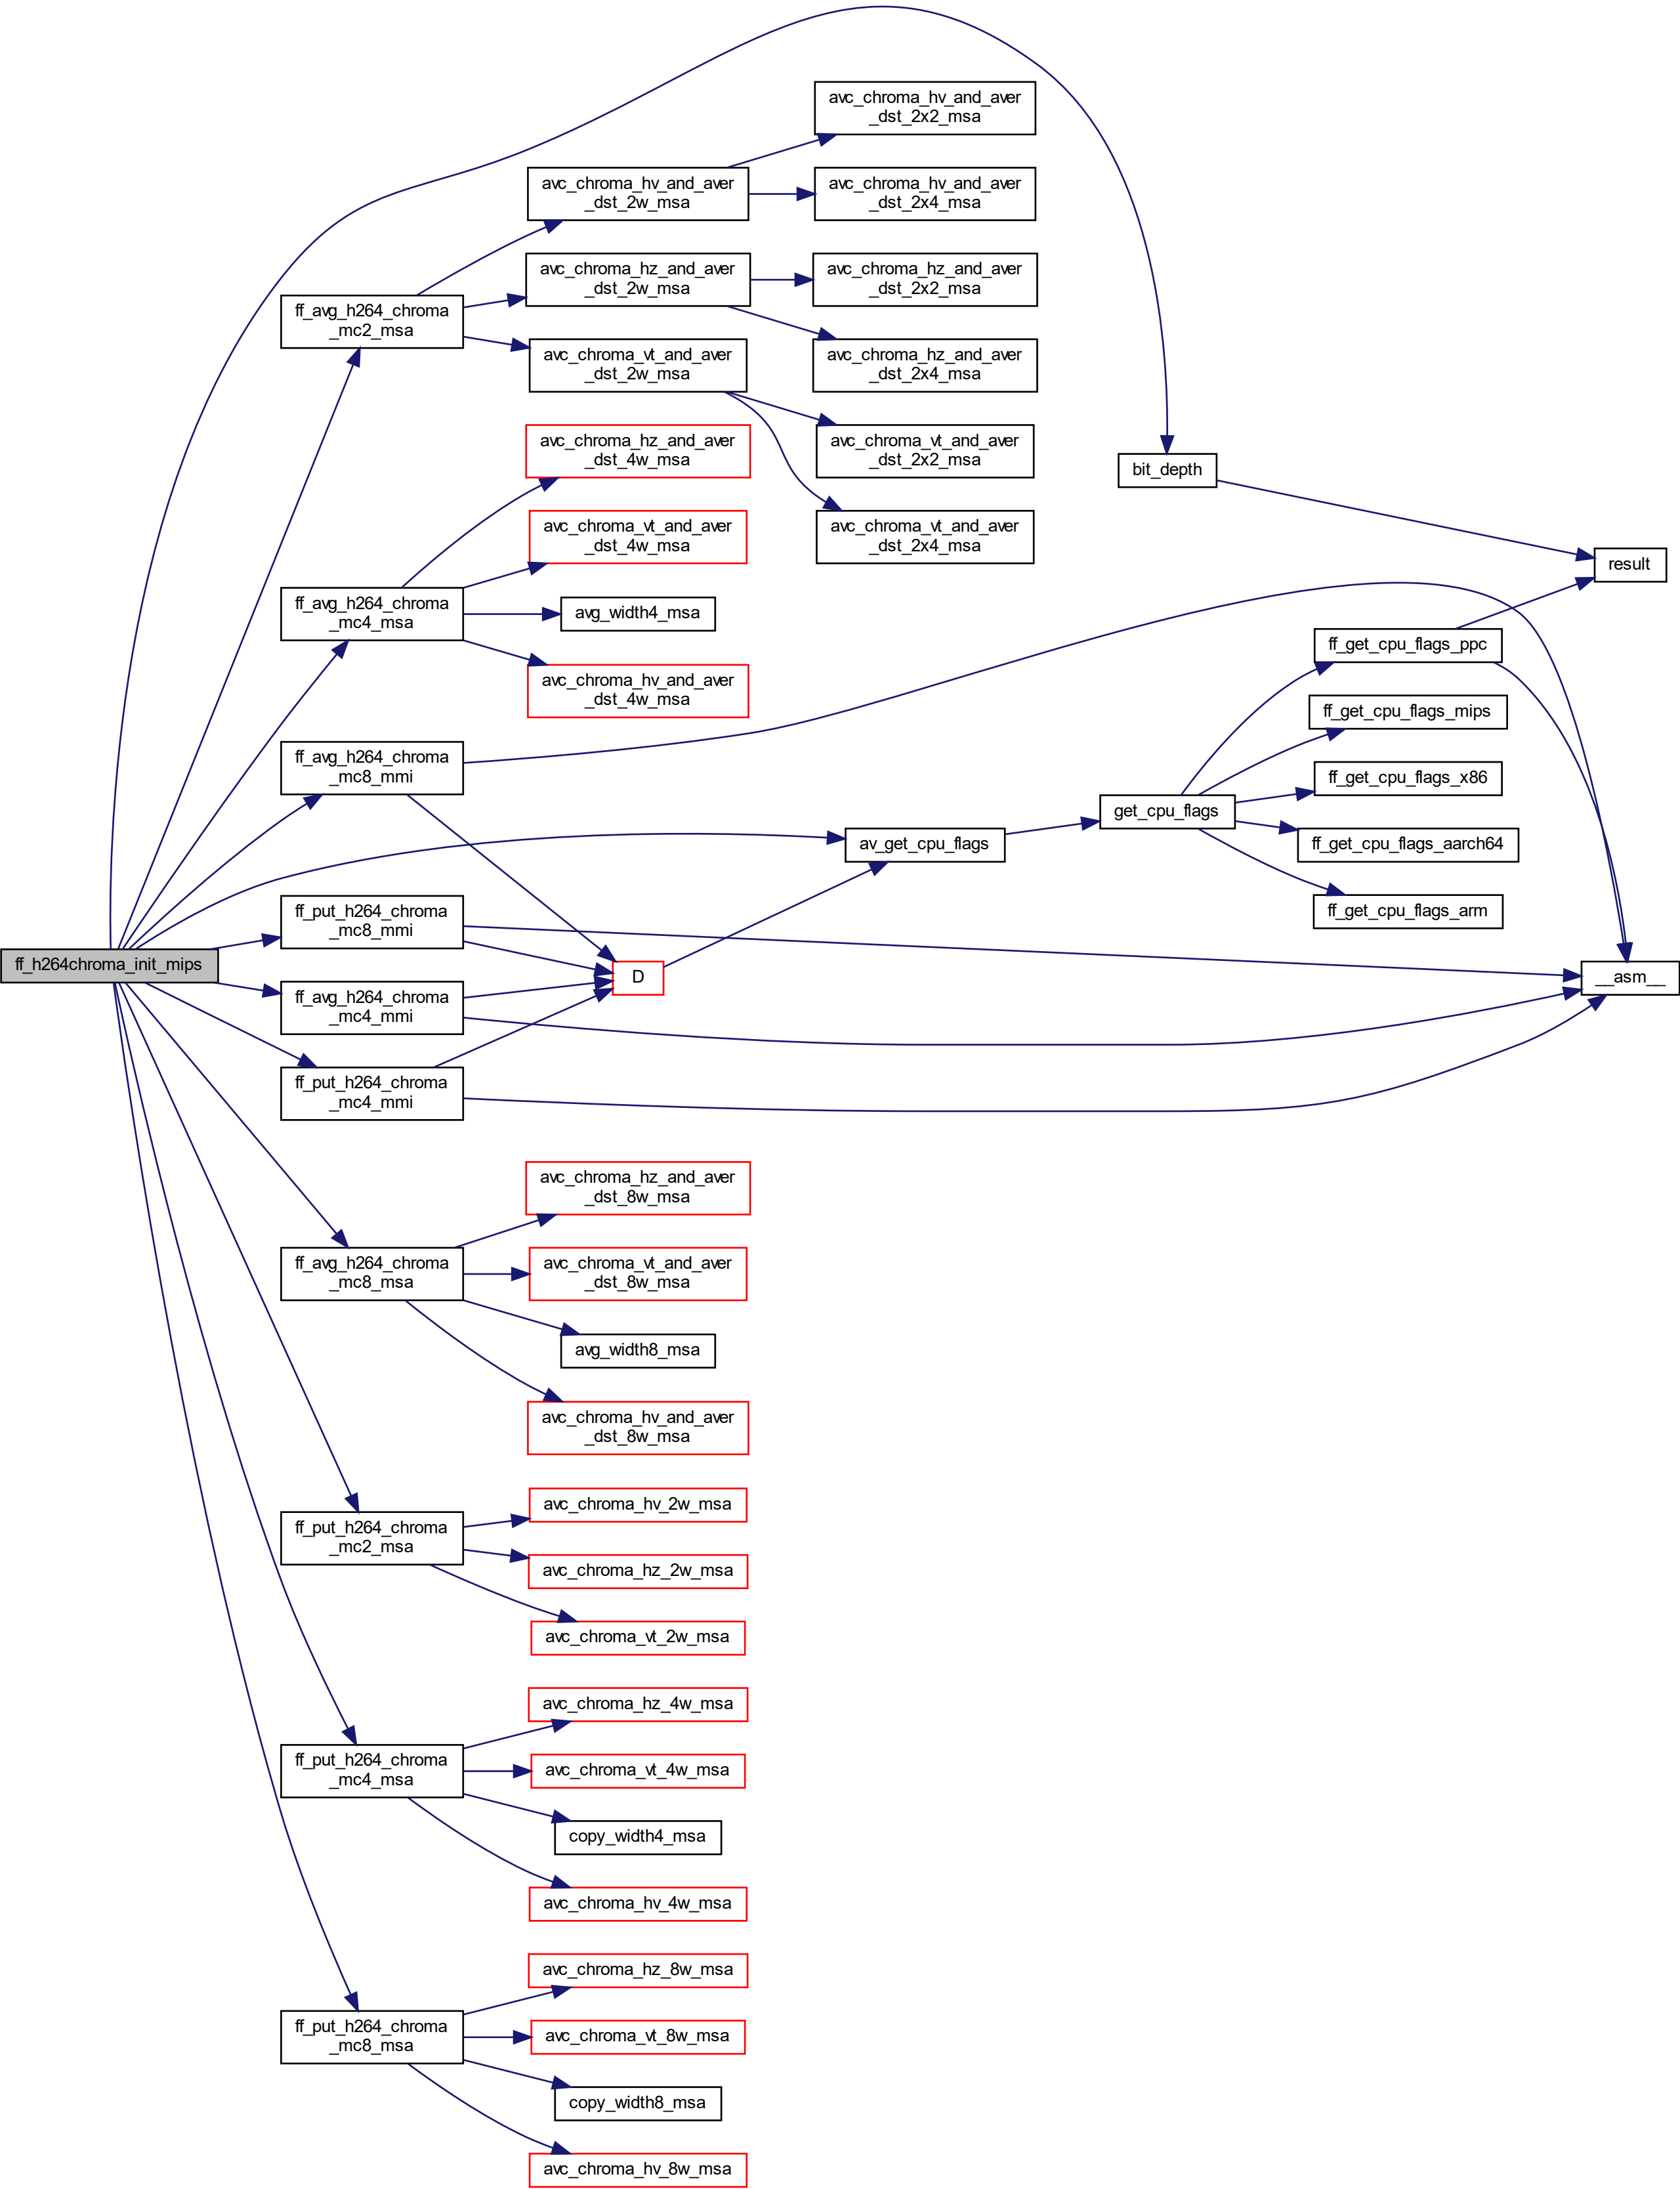 avc_chroma_hv_and_aver
_dst_2x2_msa
avc_chroma_hv_and_aver
_dst_2w_msa
avc_chroma_hv_and_aver
_dst_2x4_msa
avc_chroma_hz_and_aver
_dst_2w_msa
avc_chroma_hz_and_aver
_dst_2x2_msa
ff_avg_h264_chroma
_mc2_msa
avc_chroma_vt_and_aver
_dst_2w_msa
avc_chroma_hz_and_aver
_dst_2x4_msa
avc_chroma_hz_and_aver
_dst_4w_msa
avc_chroma_vt_and_aver
_dst_2x2_msa
bit_depth
avc_chroma_vt_and_aver
_dst_4w_msa
avc_chroma_vt_and_aver
_dst_2x4_msa
result
ff_avg_h264_chroma
_mc4_msa
avg_width4_msa
ff_get_cpu_flags_ppc
avc_chroma_hv_and_aver
_dst_4w_msa
ff_get_cpu_flags_mips
ff_avg_h264_chroma
_mc8_mmi
ff_get_cpu_flags_x86
get_cpu_flags
av_get_cpu_flags
ff_get_cpu_flags_aarch64
ff_put_h264_chroma
_mc8_mmi
ff_get_cpu_flags_arm
ff_h264chroma_init_mips
D
__asm__
ff_avg_h264_chroma
_mc4_mmi
ff_put_h264_chroma
_mc4_mmi
avc_chroma_hz_and_aver
_dst_8w_msa
ff_avg_h264_chroma
_mc8_msa
avc_chroma_vt_and_aver
_dst_8w_msa
avg_width8_msa
avc_chroma_hv_and_aver
_dst_8w_msa
avc_chroma_hv_2w_msa
ff_put_h264_chroma
_mc2_msa
avc_chroma_hz_2w_msa
avc_chroma_vt_2w_msa
avc_chroma_hz_4w_msa
ff_put_h264_chroma
_mc4_msa
avc_chroma_vt_4w_msa
copy_width4_msa
avc_chroma_hv_4w_msa
avc_chroma_hz_8w_msa
ff_put_h264_chroma
_mc8_msa
avc_chroma_vt_8w_msa
copy_width8_msa
avc_chroma_hv_8w_msa